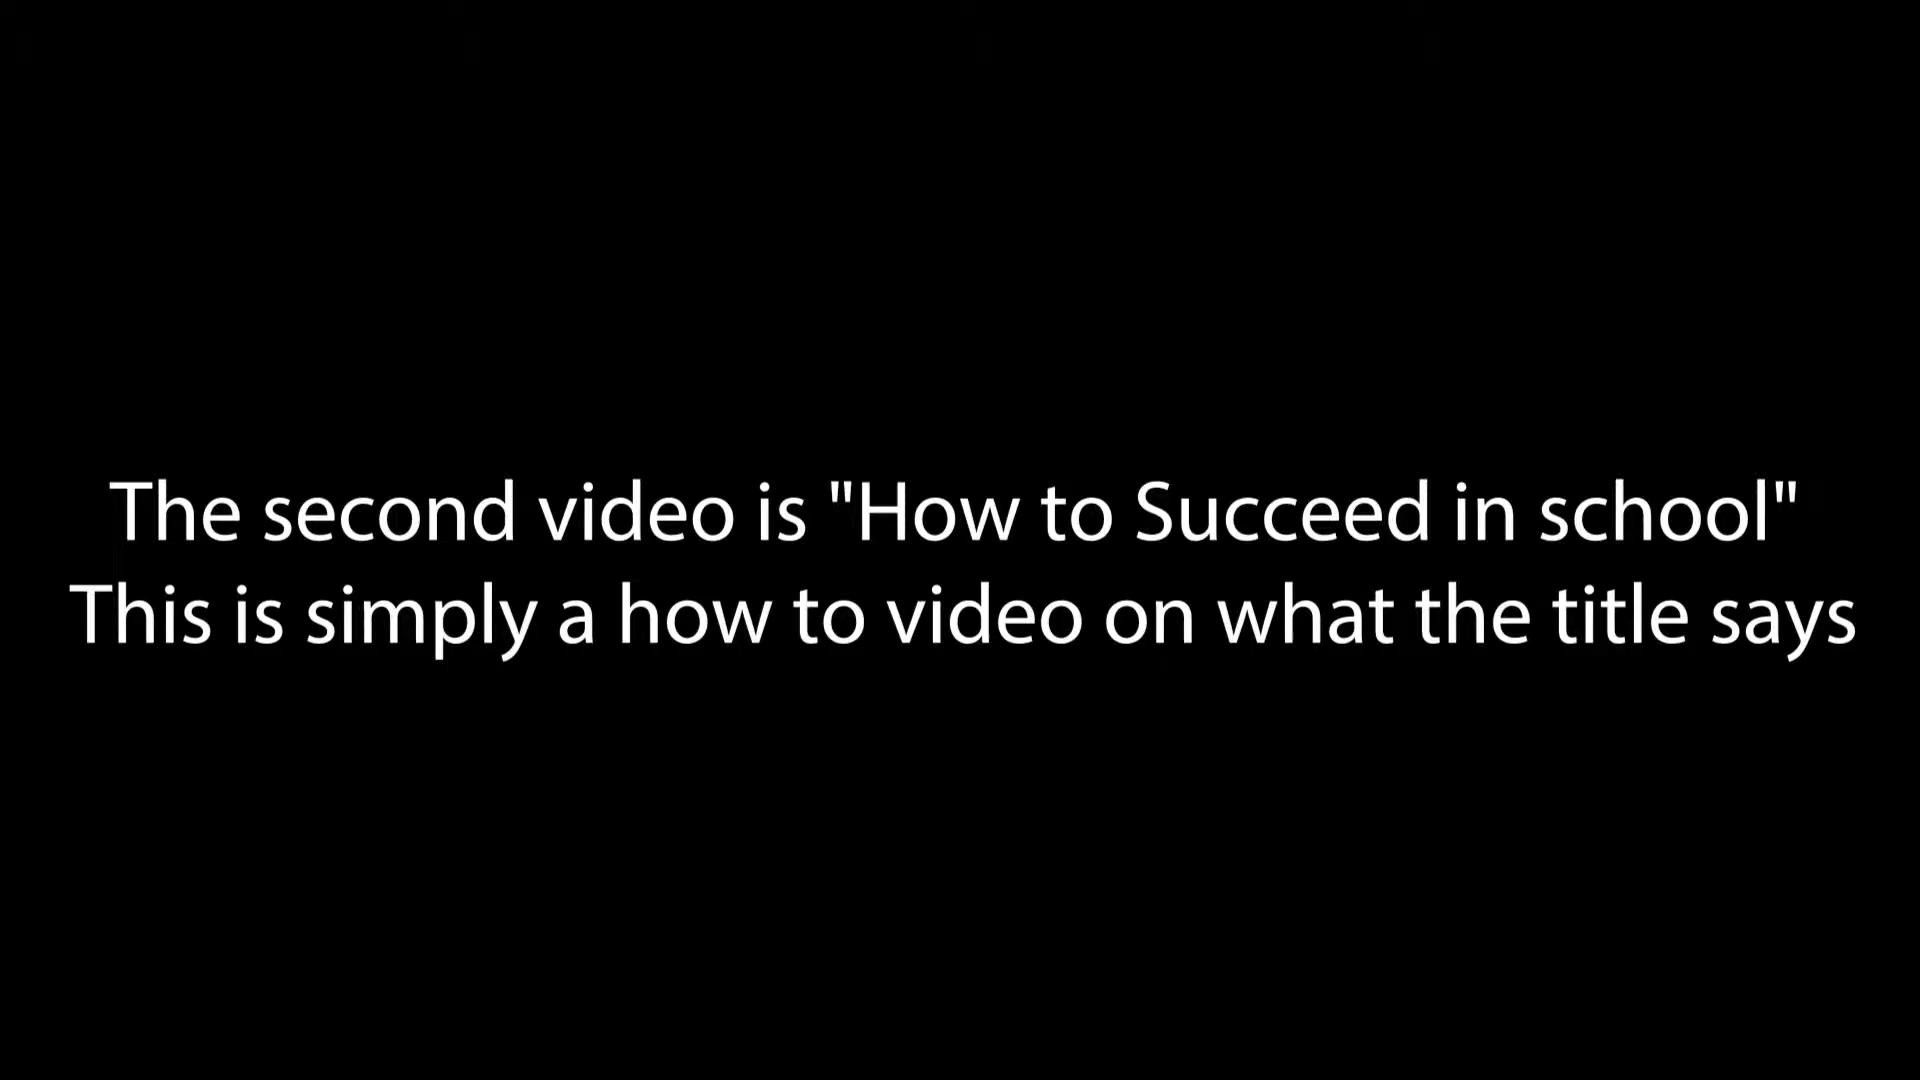 The second video is "How to Succeed in school"
This is simply a how to video on what the title says